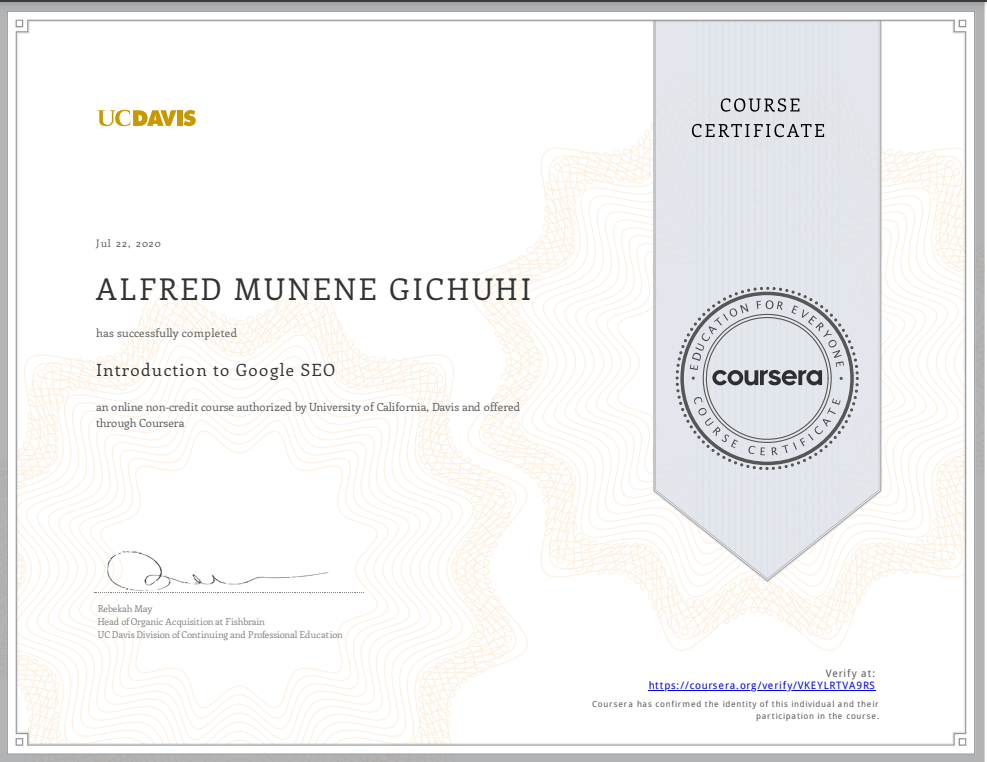 UCDAVIS
COURSE
CERTIFICATE
Jul 22, 2020
ALFRED MUNENE GICHUHI
has successfully completed
Introduction to Google SEO
an online non-credit course authorized by University of California, Davis and offered
through Coursera
EDUCATION FOR EVERYONE
coursera
COURSE CERTIFICATE
Rebekah May
Head of Organic Acquisition at Fishbrain
UC Davis Division of Continuing and Professional Education
Verify at:
https://coursera.org/verify/VKEYLRTVA9RS
Coursera has confirmed the identity of this individual and their
participation in the course.